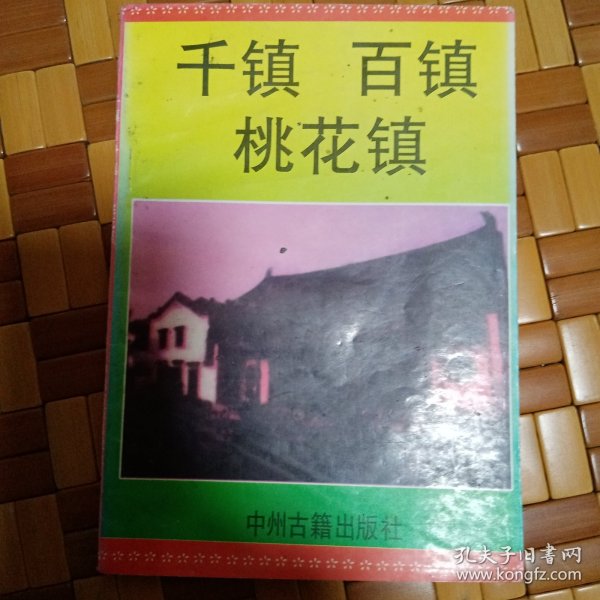 千镇 百镇
桃花镇
中州古籍出版社
孔夫子旧书网
www.kongfz.com